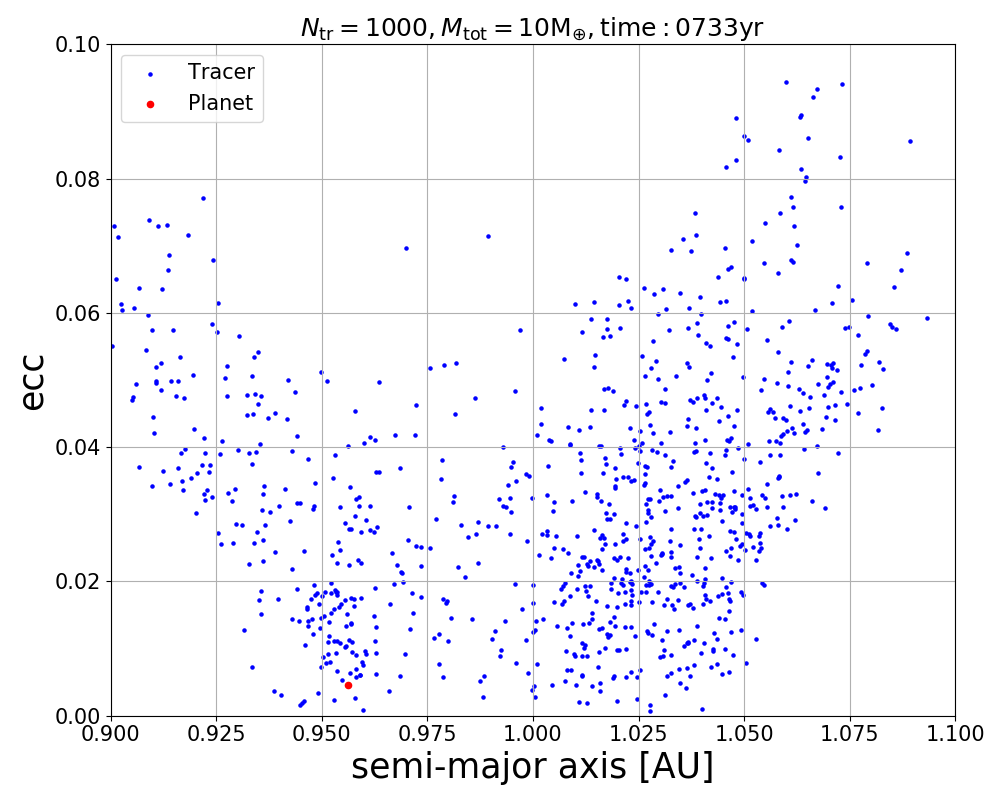 N_tr = 1000, M_tot = 10M_⊕, time : 0733yr
Tracer
Planet
ecc
0.10
0.08
0.06
0.04
0.02
0.00
0.900 0.925 0.950 0.975 1.000 1.025 1.050 1.075 1.100
semi-major axis [AU]